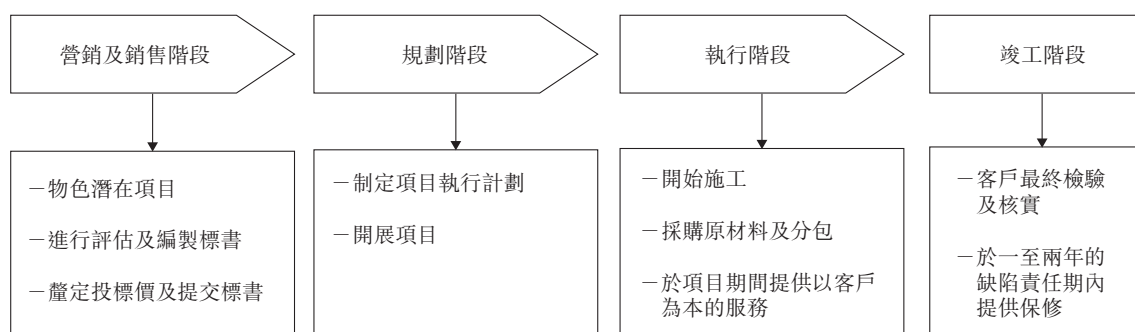 營銷及銷售階段
規劃階段
執行階段
竣工階段
－物色潛在項目
－進行評估及編製標書
－釐定投標價及提交標書
－制定項目執行計劃
－開展項目
－開始施工
－採購原材料及分包
－於項目期間提供以客戶
為本的服務
－客戶最終檢驗
及核實
－於一至兩年的
缺陷責任期內
提供保修